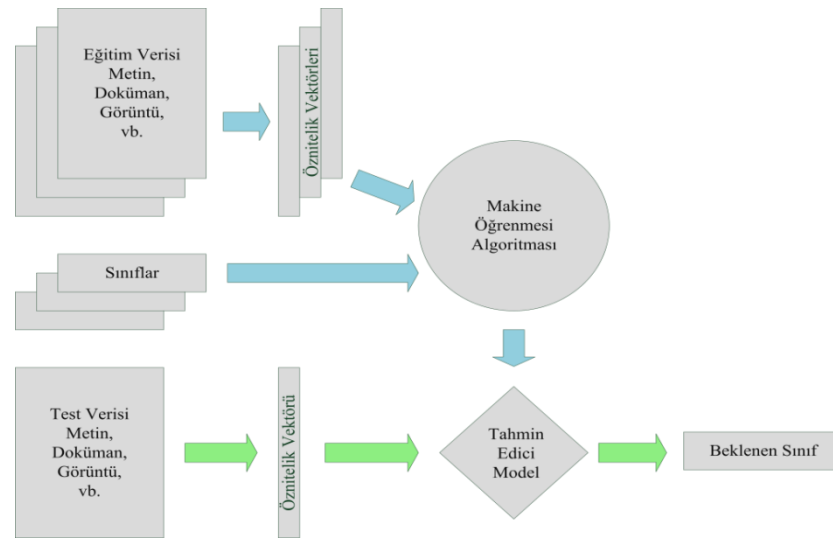 Eğitim Verisi
Metin,
Doküman,
Görüntü,
vb.
Öznitelik Vektörleri
Makine
Öğrenmesi
Algoritması
Sınıflar
Test Verisi
Metin,
Doküman,
Görüntü,
vb.
Öznitelik Vektörü
Tahmin
Edici
Model
Beklenen Sınıf